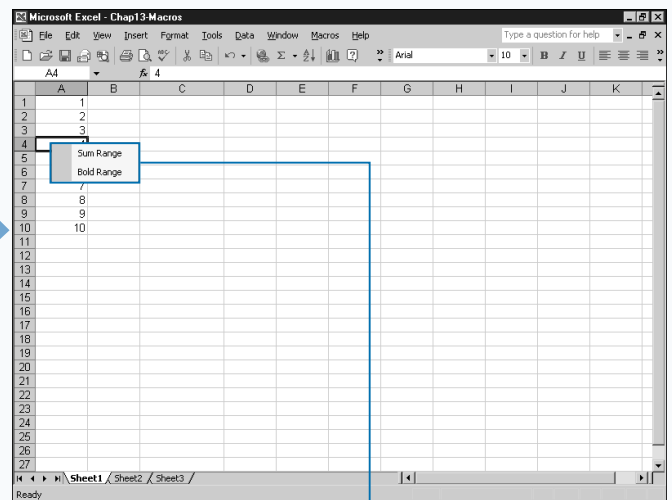 Microsoft Excel - Chap13-Macros
File Edit View Insert Format Tools Data Window Macros Help
Type a question for help
Arial 10 B I U
A4 fx 4
A B C D E F G H I J K
1 1
2 2
3 3
4
Sum Range
5
6
Bold Range
7 7
8 8
9 9
10 10
11
12
13
14
15
16
17
18
19
20
21
22
23
24
25
26
27
Sheet1 Sheet2 Sheet3
Ready